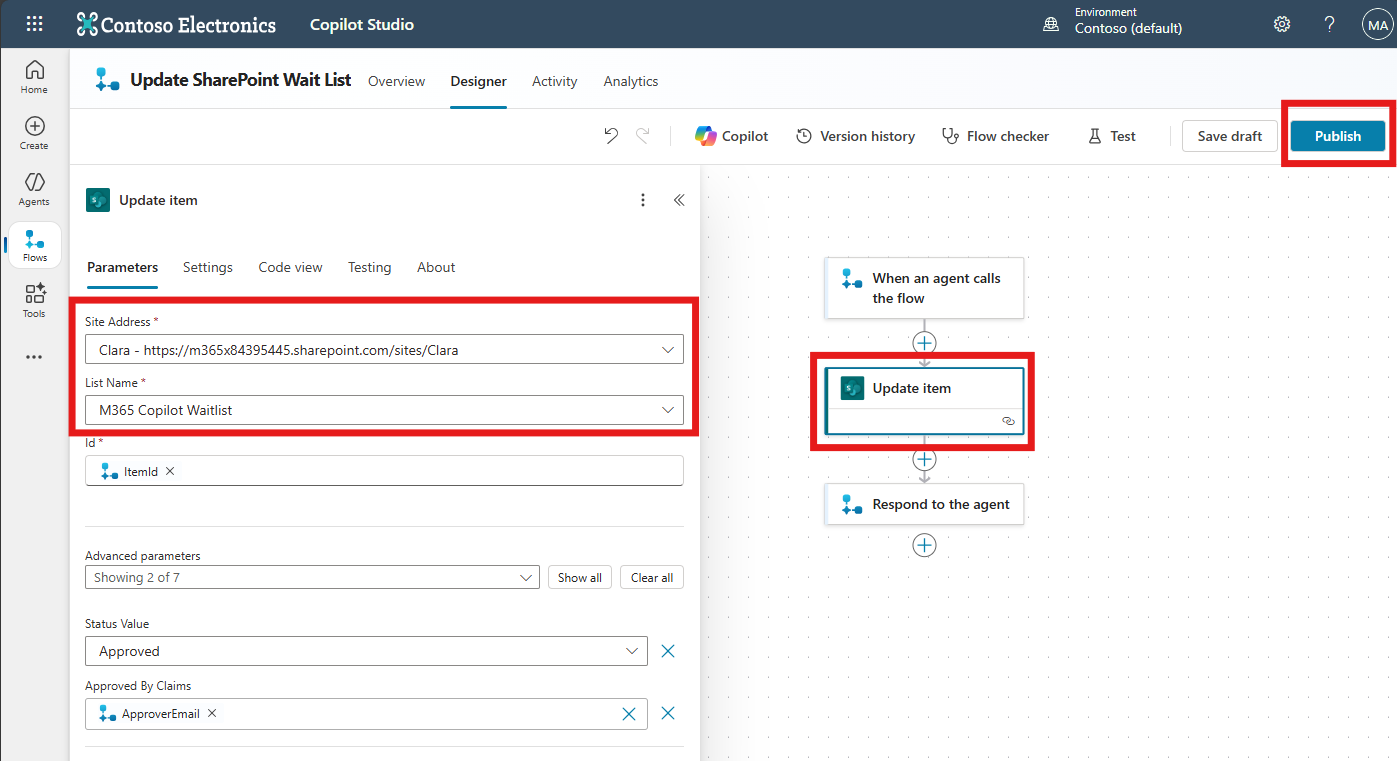 Contoso Electronics
Copilot Studio
Environment
Contoso (default)
?
MA
Home
Create
Agents
Flows
Tools
Update SharePoint Wait List
Overview
Designer
Activity
Analytics
Copilot
Version history
Flow checker
Test
Save draft
Publish
Update item
Parameters
Settings
Code view
Testing
About
Site Address *
Clara - https://m365x84395445.sharepoint.com/sites/Clara
List Name *
M365 Copilot Waitlist
Id *
ItemId
Advanced parameters
Showing 2 of 7
Show all
Clear all
Status Value
Approved
Approved By Claims
ApproverEmail
When an agent calls
the flow
Update item
Respond to the agent